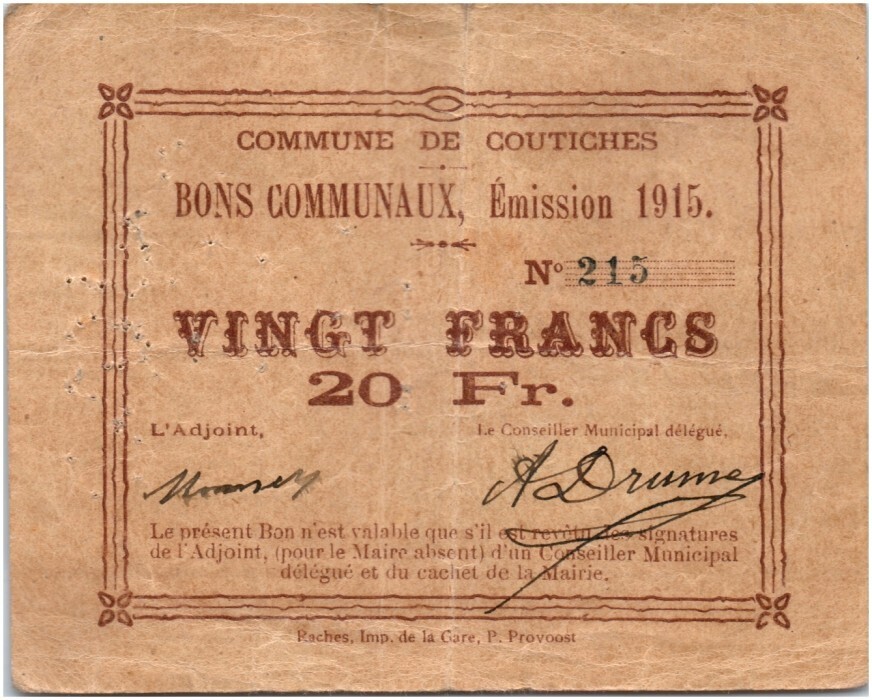 COMMUNE DE COUTICHES
BONS COMMUNAUX, Émission 1915.
No 215
VINGT FRANCS
20 Fr.
L'Adjoint,
Le Conseiller Municipal délégué,
A Drume
Le présent Bon n'est valable que s'il est revêtu des signatures
de l'Adjoint, (pour le Maire absent) d'un Conseiller Municipal
délégué et du cachet de la Mairie.
Raches, Imp. de la Gare, P. Provoost